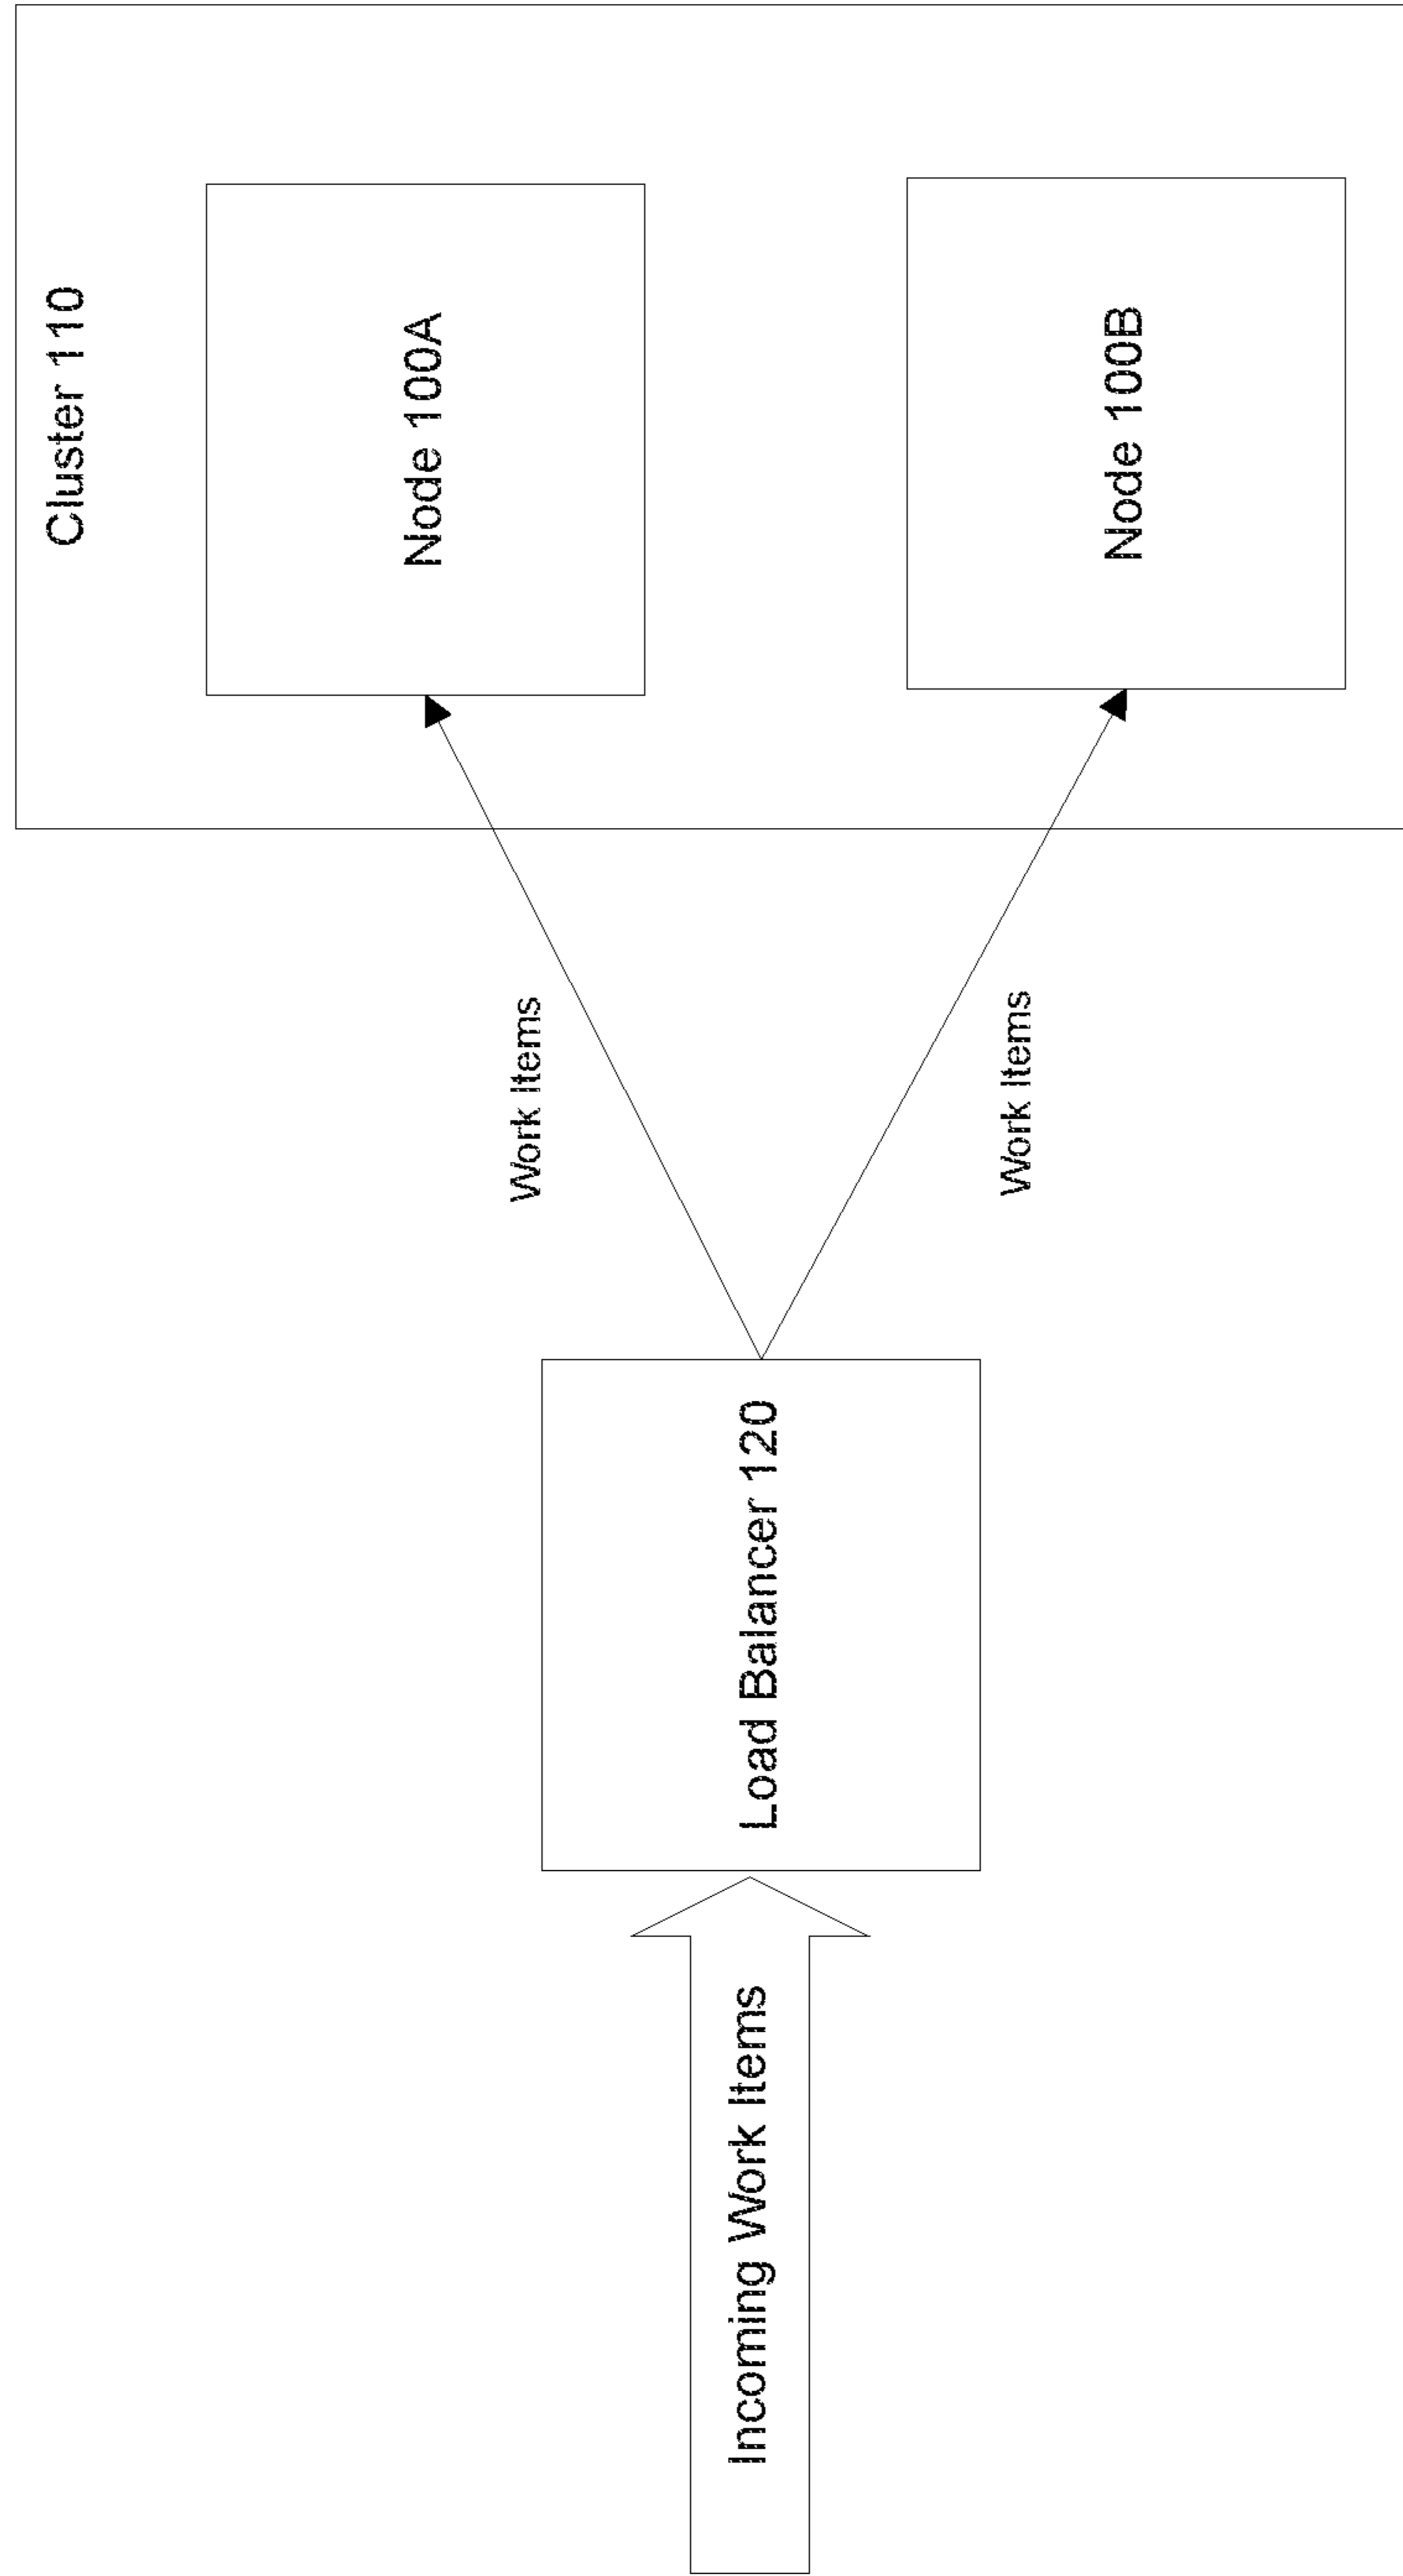 Cluster 110
Node 100A
Node 100B
Work Items
Work Items
Load Balancer 120
Incoming Work Items